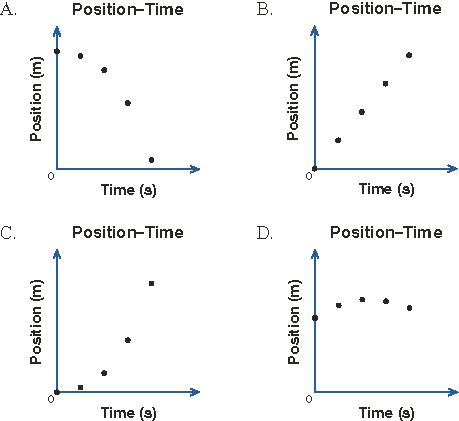 A. Position–Time
Position (m)
0
Time (s)
B. Position–Time
Position (m)
0
Time (s)
C. Position–Time
Position (m)
0
Time (s)
D. Position–Time
Position (m)
0
Time (s)